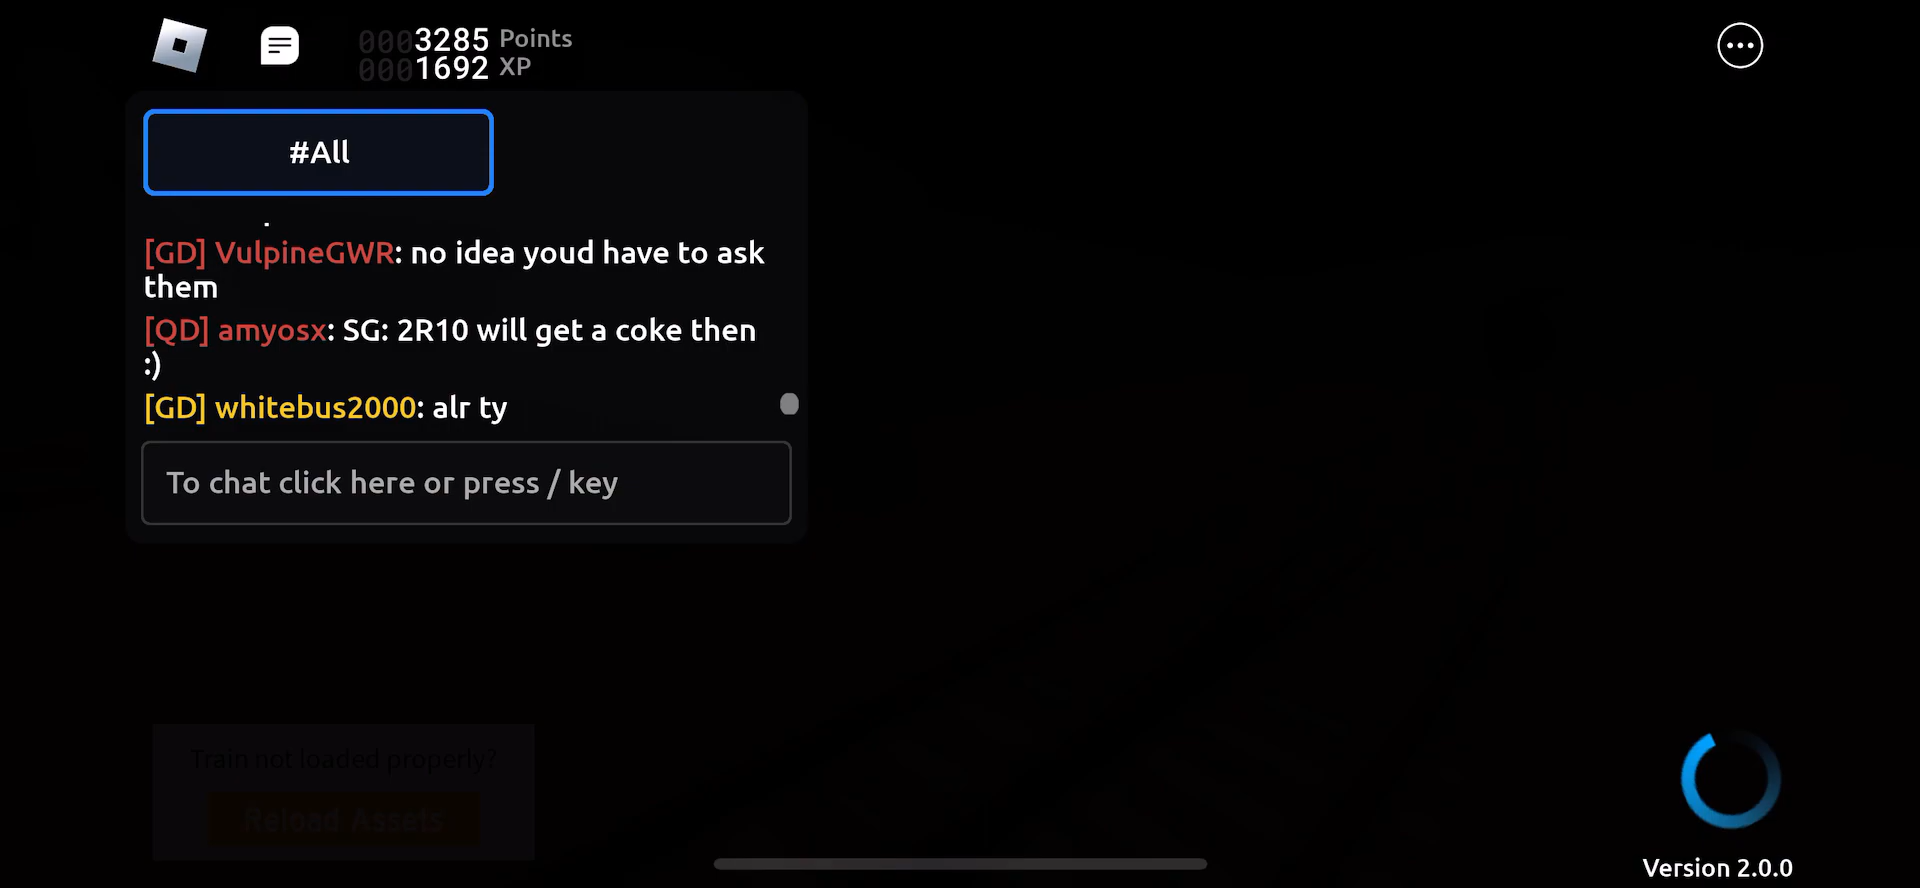 0003285 Points
0001692 XP
#All
[GD] VulpineGWR: no idea youd have to ask
them
[QD] amyosx: SG: 2R10 will get a coke then
:)
[GD] whitebus2000: alr ty
To chat click here or press / key
Train not loaded properly?
Reload Assets
Version 2.0.0